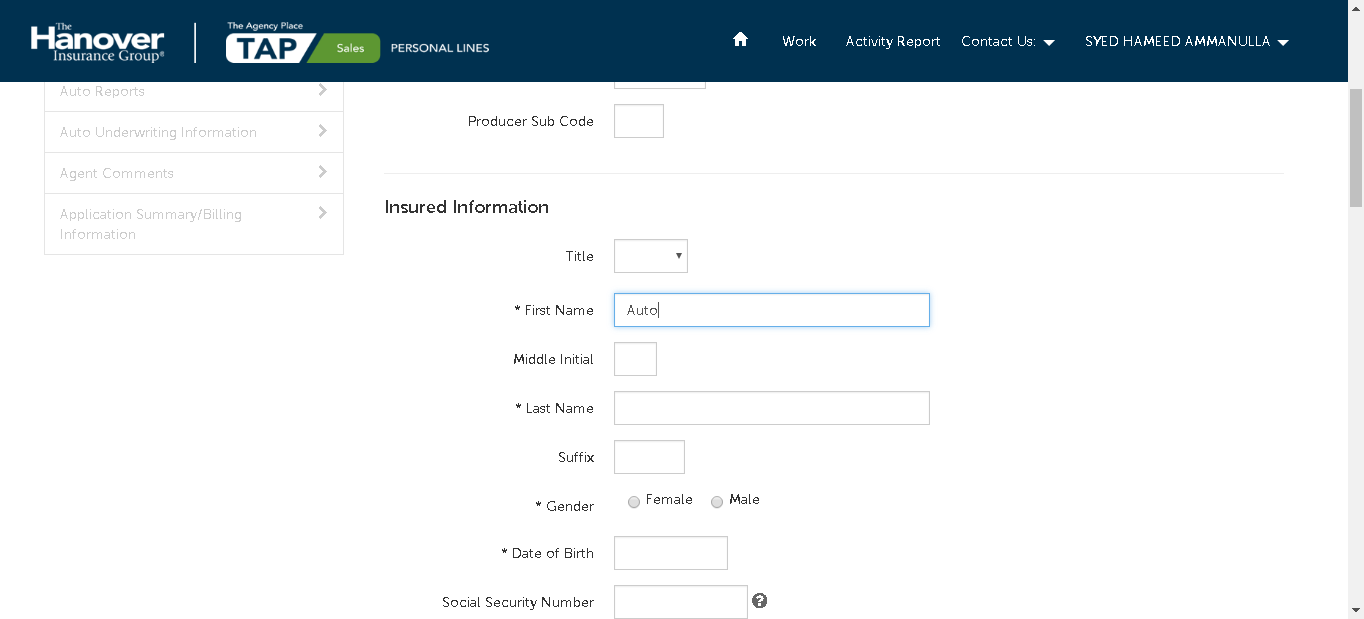 The
Hanover
Insurance Group®
The Agency Place
TAP Sales PERSONAL LINES
Work
Activity Report
Contact Us:
SYED HAMEED AMMANULLA
Auto Reports
Auto Underwriting Information
Agent Comments
Application Summary/Billing
Information
Producer Sub Code
Insured Information
Title
* First Name Auto
Middle Initial
* Last Name
Suffix
* Gender Female Male
* Date of Birth
Social Security Number ?